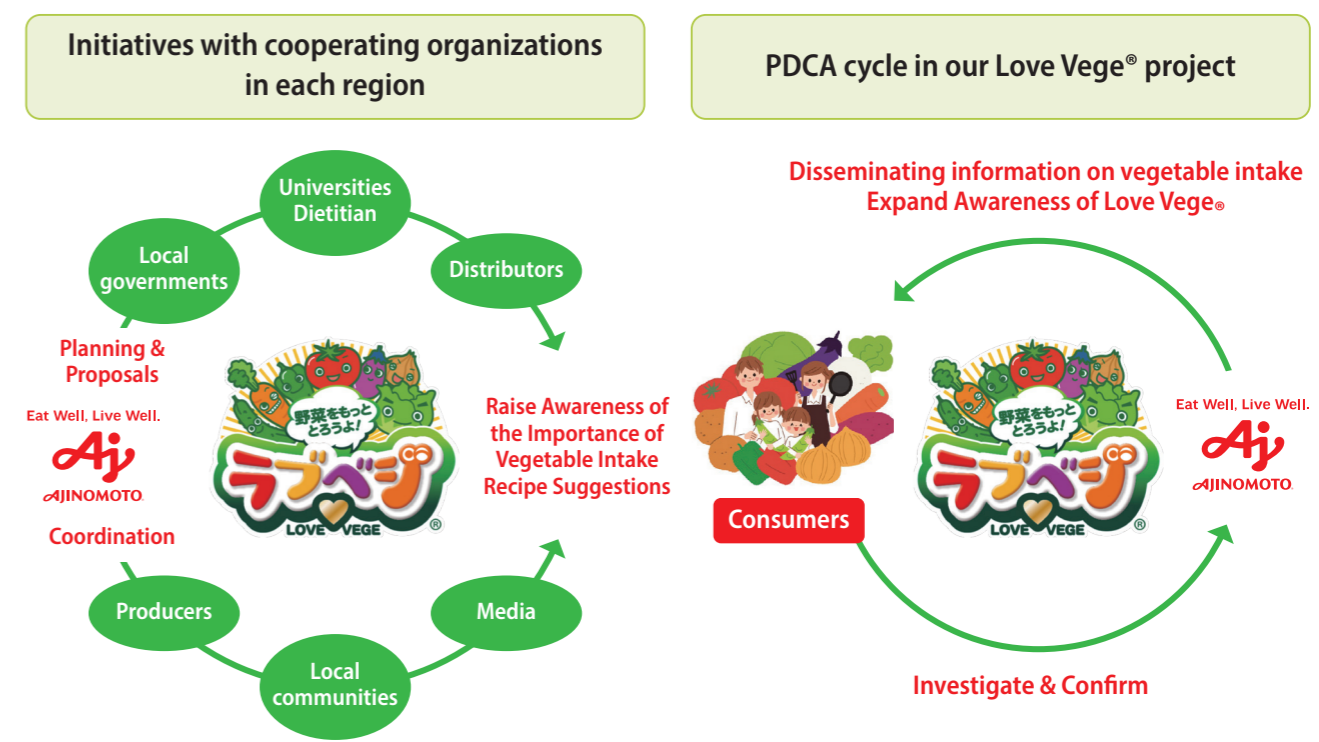 Initiatives with cooperating organizations
in each region
Universities
Dietitian
Local
governments
Distributors
Planning &
Proposals
Eat Well, Live Well.
Aj
AJINOMOTO
Coordination
野菜をもっと
とろうよ!
ラブベジ
LOVE VEGE
®
Raise Awareness of
the Importance of
Vegetable Intake
Recipe Suggestions
Producers
Local
communities
Media
PDCA cycle in our Love Vege® project
Disseminating information on vegetable intake
Expand Awareness of Love Vege®
Consumers
野菜をもっと
とろうよ!
ラブベジ
LOVE VEGE
®
Eat Well, Live Well.
Aj
AJINOMOTO
Investigate & Confirm